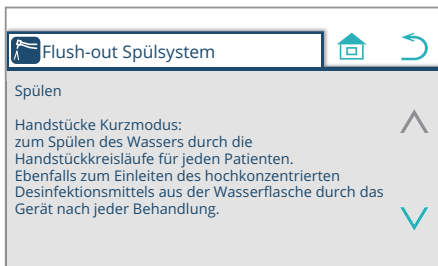 Flush-out Spülsystem
Spülen
Handstücke Kurzmodus:
zum Spülen des Wassers durch die
Handstückkreisläufe für jeden Patienten.
Ebenfalls zum Einleiten des hochkonzentrierten
Desinfektionsmittels aus der Wasserflasche durch das
Gerät nach jeder Behandlung.